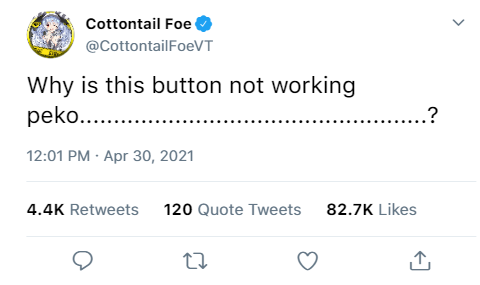 Cottontail Foe
@CottontailFoeVT
Why is this button not working
peko...................................................?
12:01 PM · Apr 30, 2021
4.4K Retweets 120 Quote Tweets 82.7K Likes